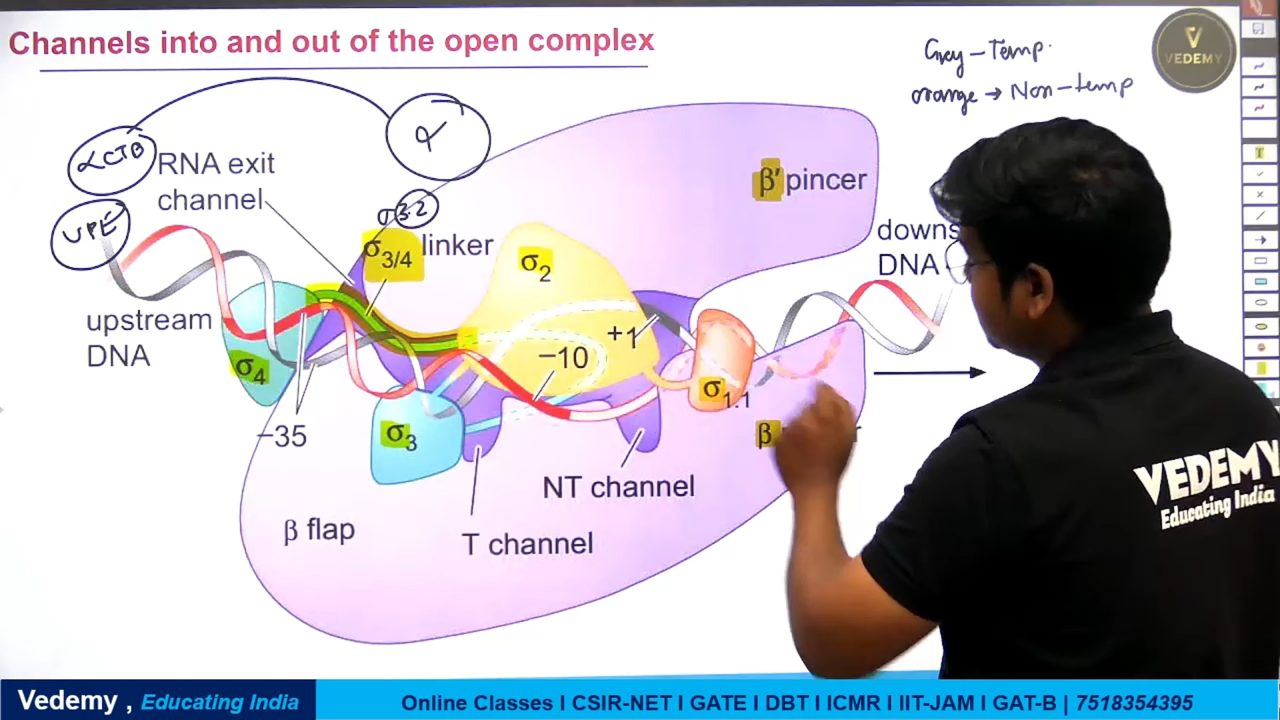 Channels into and out of the open complex
Grey - Temp.
orange → Non-temp
V
VEDEMY
αCTD
α
RNA exit
channel
UPE
σ3.2
σ3/4 linker
σ2
β' pincer
downs
DNA
upstream
DNA
+1
-10
σ4
σ1.1
-35
σ3
β
NT channel
β flap
T channel
VEDEMY
Educating India
Vedemy , Educating India
Online Classes I CSIR-NET I GATE I DBT I ICMR I IIT-JAM I GAT-B | 7518354395